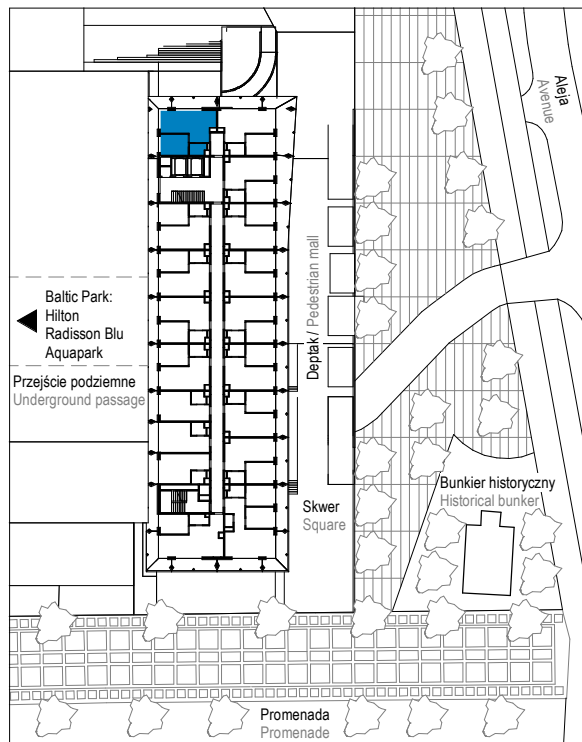 Aleja
Avenue
Baltic Park:
Hilton
Radisson Blu
Aquapark
Przejście podziemne
Underground passage
Deptak / Pedestrian mall
Skwer
Square
Bunkier historyczny
Historical bunker
Promenada
Promenade